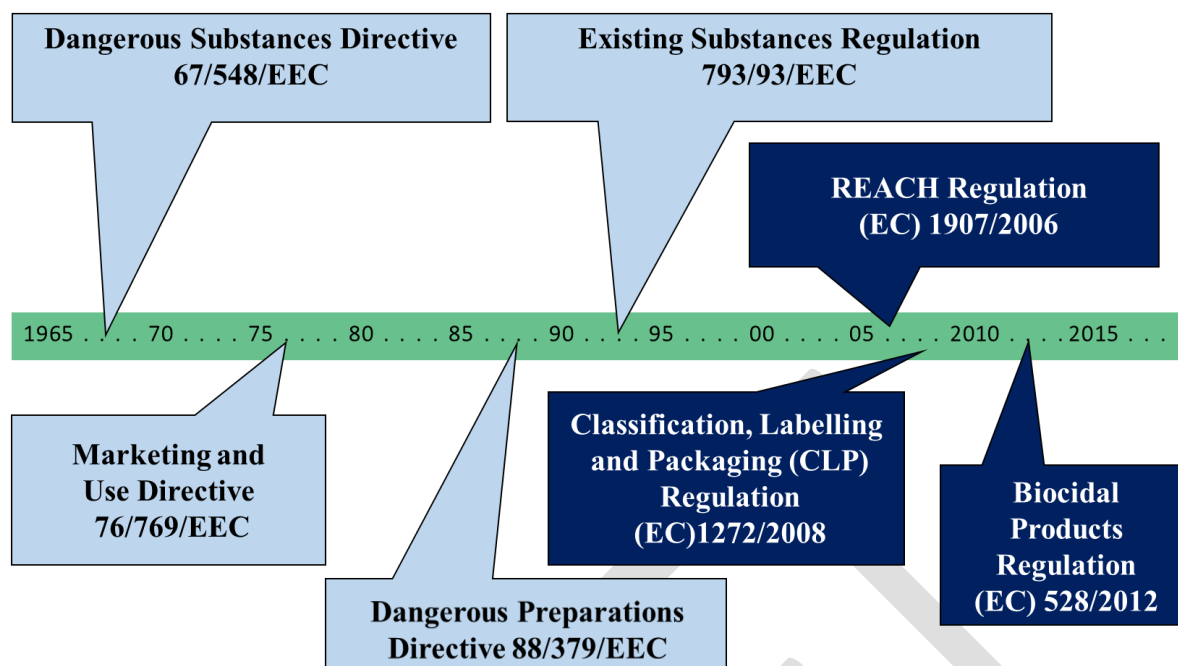 Dangerous Substances Directive
67/548/EEC
Existing Substances Regulation
793/93/EEC
REACH Regulation
(EC) 1907/2006
1965 . . . . 70 . . . . 75 . . . . 80 . . . . 85 . . . . 90 . . . . 95 . . . . 00 . . . . 05 . . . . 2010 . . . . 2015 . . .
Marketing and
Use Directive
76/769/EEC
Dangerous Preparations
Directive 88/379/EEC
Classification, Labelling
and Packaging (CLP)
Regulation
(EC)1272/2008
Biocidal
Products
Regulation
(EC) 528/2012